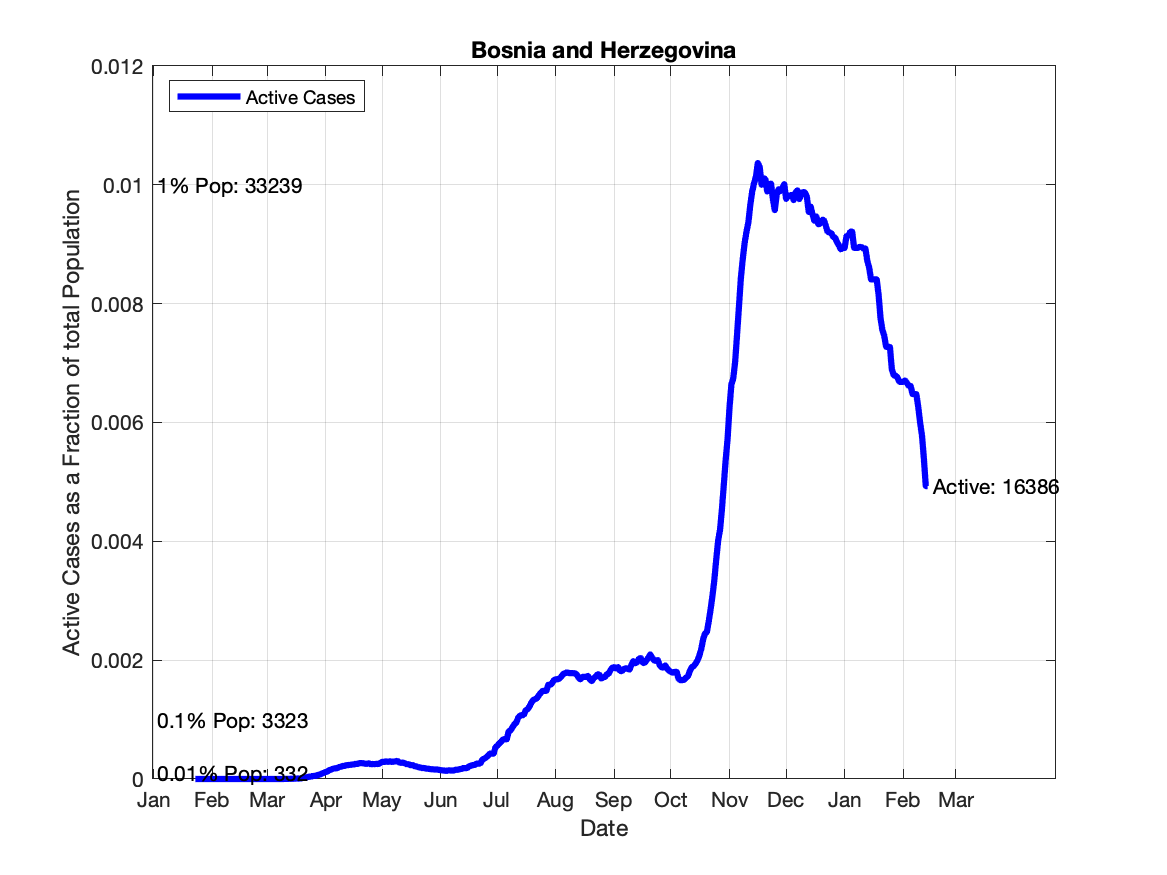 Bosnia and Herzegovina
Active Cases as a Fraction of total Population
0.012
0.01
0.008
0.006
0.004
0.002
0
Active Cases
1% Pop: 33239
Active: 16386
0.1% Pop: 3323
0.01% Pop: 332
Jan Feb Mar Apr May Jun Jul Aug Sep Oct Nov Dec Jan Feb Mar
Date